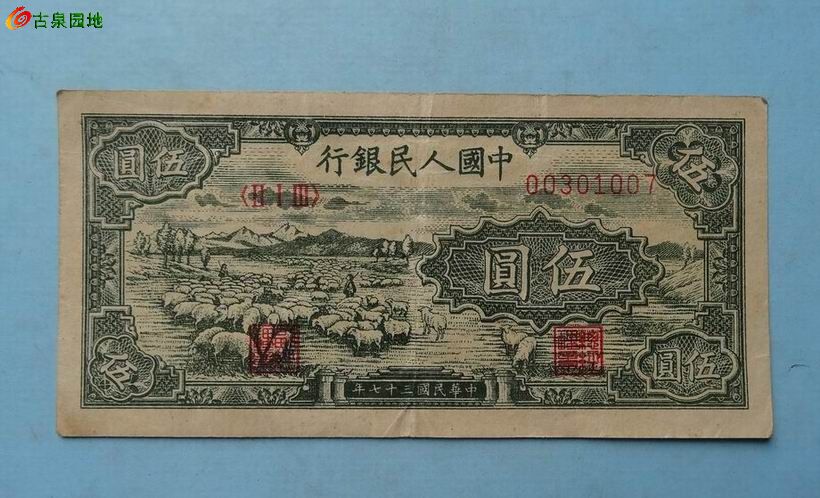 古泉园地
行銀民人國中
00301007
〈II I III〉
圓伍
伍
圓伍
伍
圓伍
年七十三國民華中